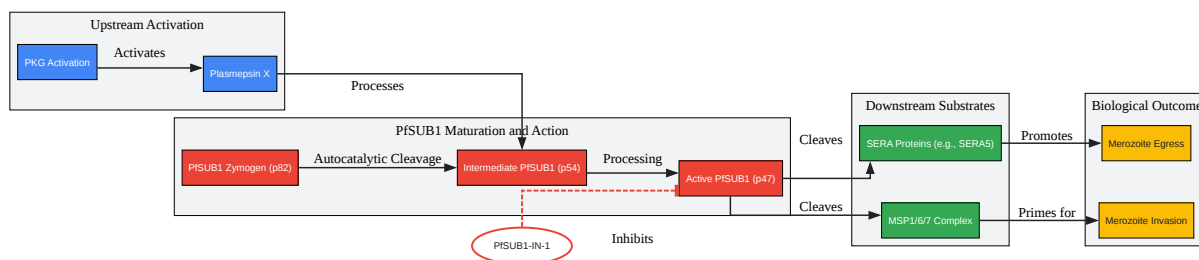 Upstream Activation
PKG Activation
Activates
Plasmepsin X
Processes
PfSUB1 Maturation and Action
PfSUB1 Zymogen (p82)
Autocatalytic Cleavage
Intermediate PfSUB1 (p54)
Processing
Active PfSUB1 (p47)
PfSUB1-IN-1
Inhibits
Cleaves
Cleaves
Downstream Substrates
SERA Proteins (e.g., SERA5)
MSP1/6/7 Complex
Promotes
Primes for
Biological Outcome
Merozoite Egress
Merozoite Invasion